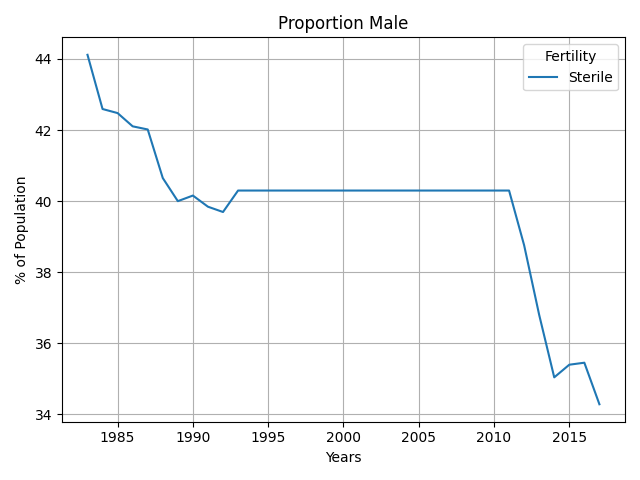 Proportion Male
Fertility
Sterile
% of Population
44
42
40
38
36
34
1985 1990 1995 2000 2005 2010 2015
Years